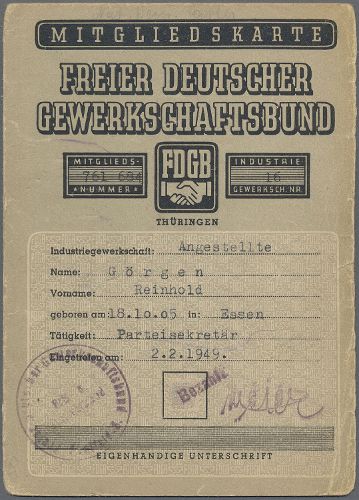 MITGLIEDSKARTE
FREIER DEUTSCHER
GEWERKSCHAFTSBUND
MITGLIEDS-
761 684
NUMMER
FDGB
INDUSTRIE
16
GEWERKSCH. NR.
THÜRINGEN
Industriegewerkschaft: Angestellte
Name: Görgen
Vorname: Reinhold
geboren am: 18.10.05 in: Essen
Tätigkeit: Parteisekretär
Eingetreten am: 2.2.1949.
EIGENHÄNDIGE UNTERSCHRIFT